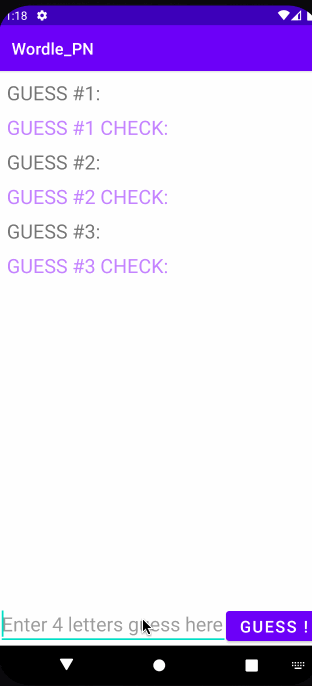 1:18
Wordle_PN
GUESS #1:
GUESS #1 CHECK:
GUESS #2:
GUESS #2 CHECK:
GUESS #3:
GUESS #3 CHECK:
Enter 4 letters guess here
GUESS !